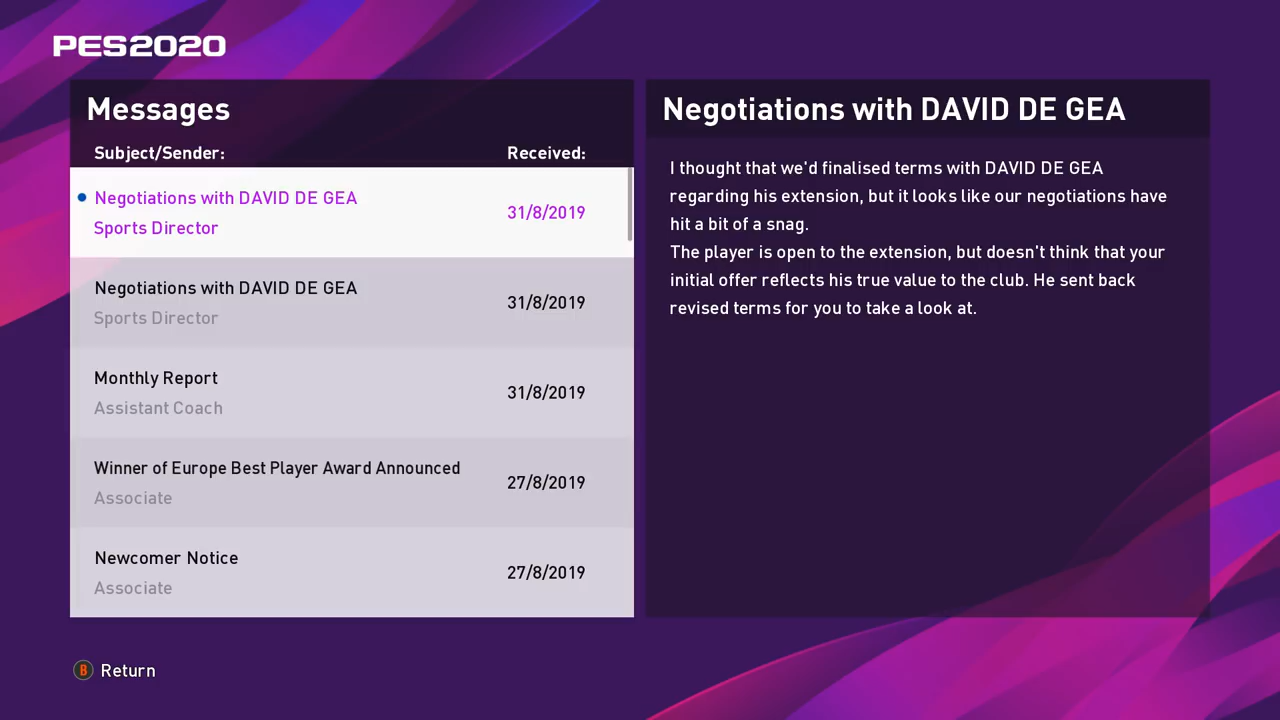 PES2020
Messages
Subject/Sender:
Received:
Negotiations with DAVID DE GEA
Sports Director
31/8/2019
Negotiations with DAVID DE GEA
Sports Director
31/8/2019
Monthly Report
Assistant Coach
31/8/2019
Winner of Europe Best Player Award Announced
Associate
27/8/2019
Newcomer Notice
Associate
27/8/2019
Negotiations with DAVID DE GEA
I thought that we'd finalised terms with DAVID DE GEA
regarding his extension, but it looks like our negotiations have
hit a bit of a snag.
The player is open to the extension, but doesn't think that your
initial offer reflects his true value to the club. He sent back
revised terms for you to take a look at.
B Return